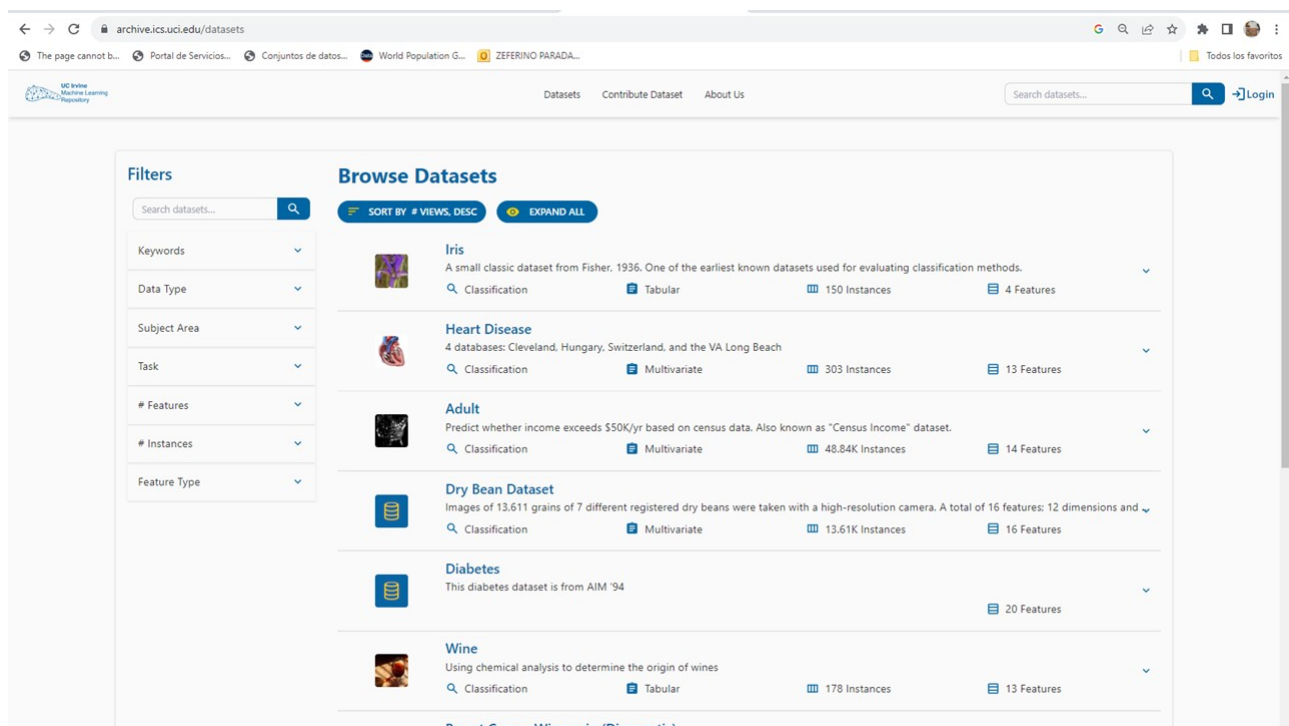 archive.ics.uci.edu/datasets
The page cannot b... Portal de Servicios... Conjuntos de datos... World Population G... ZEFERINO PARADA... Todos los favoritos
UC Irvine
Machine Learning
Repository
Datasets Contribute Dataset About Us Search datasets... Login
Filters
Search datasets...
Keywords
Data Type
Subject Area
Task
# Features
# Instances
Feature Type
Browse Datasets
SORT BY # VIEWS, DESC EXPAND ALL
Iris
A small classic dataset from Fisher, 1936. One of the earliest known datasets used for evaluating classification methods.
Classification Tabular 150 Instances 4 Features
Heart Disease
4 databases: Cleveland, Hungary, Switzerland, and the VA Long Beach
Classification Multivariate 303 Instances 13 Features
Adult
Predict whether income exceeds $50K/yr based on census data. Also known as "Census Income" dataset.
Classification Multivariate 48.84K Instances 14 Features
Dry Bean Dataset
Images of 13,611 grains of 7 different registered dry beans were taken with a high-resolution camera. A total of 16 features; 12 dimensions and
Classification Multivariate 13.61K Instances 16 Features
Diabetes
This diabetes dataset is from AIM '94
20 Features
Wine
Using chemical analysis to determine the origin of wines
Classification Tabular 178 Instances 13 Features